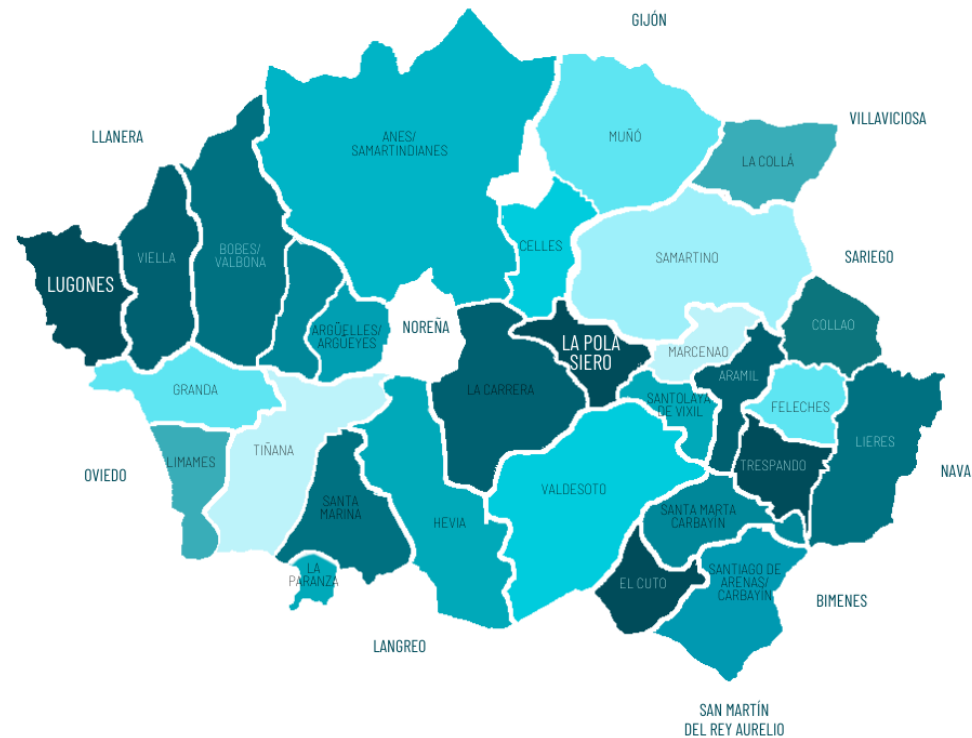 GIJÓN
VILLAVICIOSA
LLANERA
ANES/
SAMARTINDIANES
MUÑÓ
LA COLLÁ
BOBES/
VALBONA
VIELLA
CELLES
SAMARTINO
SARIEGO
LUGONES
ARGÜELLES/
ARGÜEYES
NOREÑA
LA POLA
SIERO
COLLAO
MARCENAO
ARAMIL
GRANDA
LA CARRERA
SANTOLAYA
DE VIXIL
FELECHES
LIERES
TIÑANA
LIMAMES
OVIEDO
TRESPANDO
NAVA
VALDESOTO
SANTA
MARINA
HEVIA
SANTA MARTA
CARBAYÍN
LA
PARANZA
EL CUTO
SANTIAGO DE
ARENAS/
CARBAYÍN
BIMENES
LANGREO
SAN MARTÍN
DEL REY AURELIO